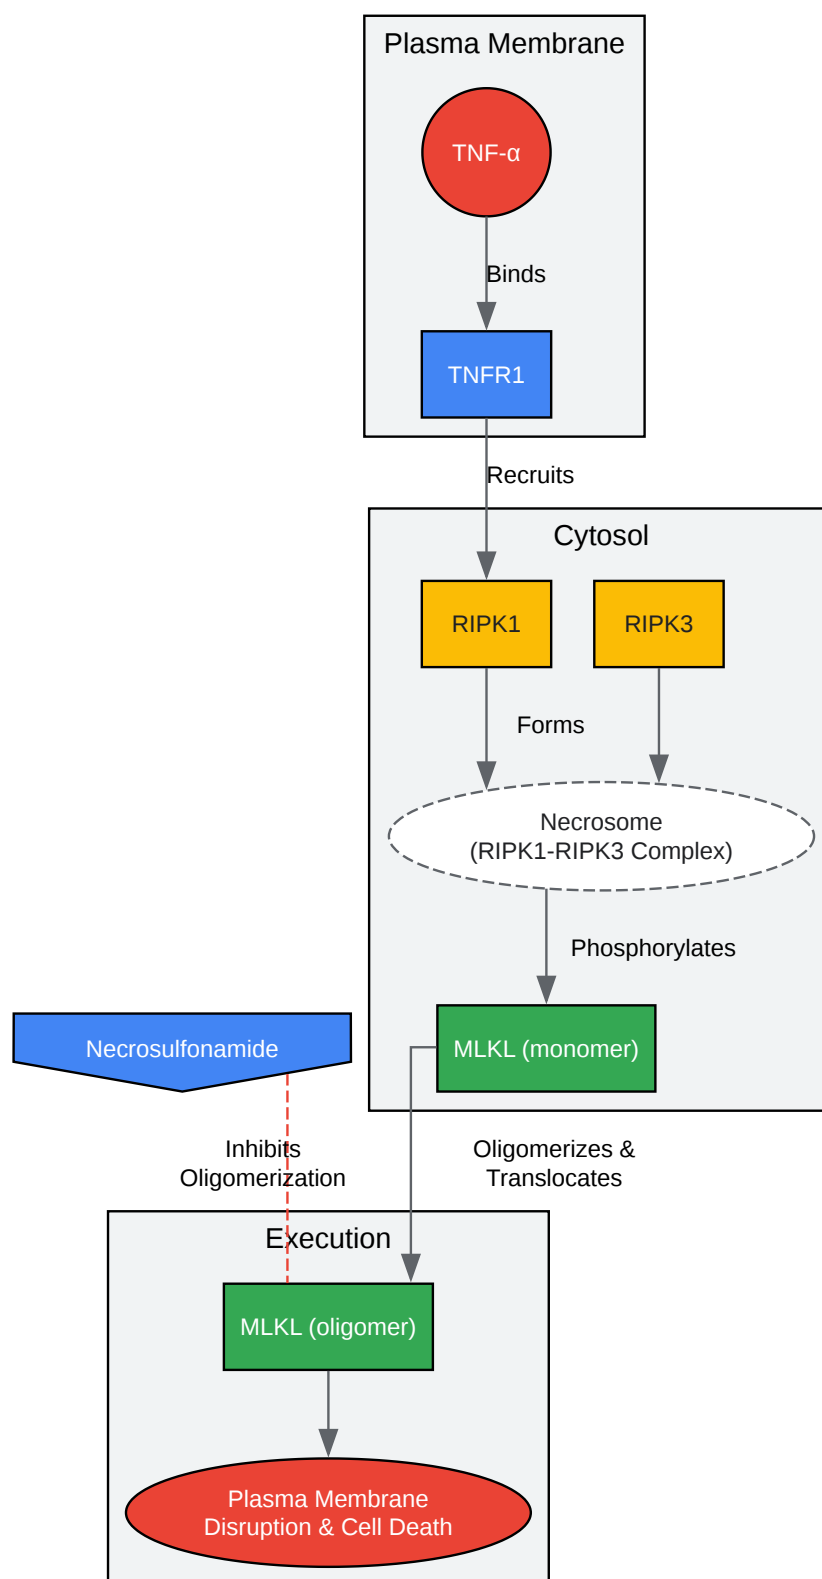 Plasma Membrane
TNF-α
Binds
TNFR1
Recruits
Cytosol
RIPK1
RIPK3
Forms
Necrosome
(RIPK1-RIPK3 Complex)
Phosphorylates
Necrosulfonamide
MLKL (monomer)
Inhibits
Oligomerization
Oligomerizes &
Translocates
Execution
MLKL (oligomer)
Plasma Membrane
Disruption & Cell Death